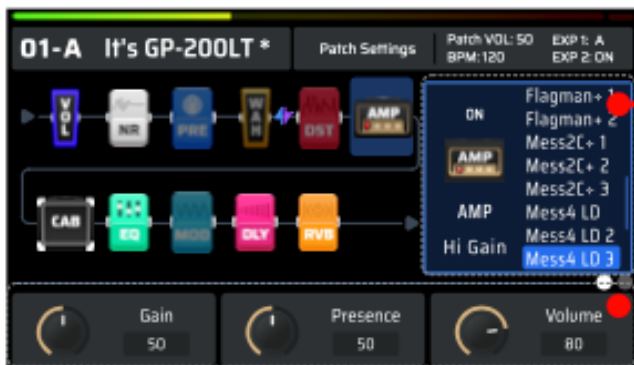 01-A It's GP-200LT *
Patch Settings
Patch VOL: 50 EXP 1: A
BPM: 120 EXP 2: ON
VOL
NR
PRE
WAH
DST
AMP
CAB
EQ
MOD
DLY
RVB
ON
AMP
AMP
Hi Gain
Flagman+ 1
Flagman+ 2
Mess2C+ 1
Mess2C+ 2
Mess2C+ 3
Mess4 LD
Mess4 LD 2
Mess4 LD 3
Gain
50
Presence
50
Volume
80